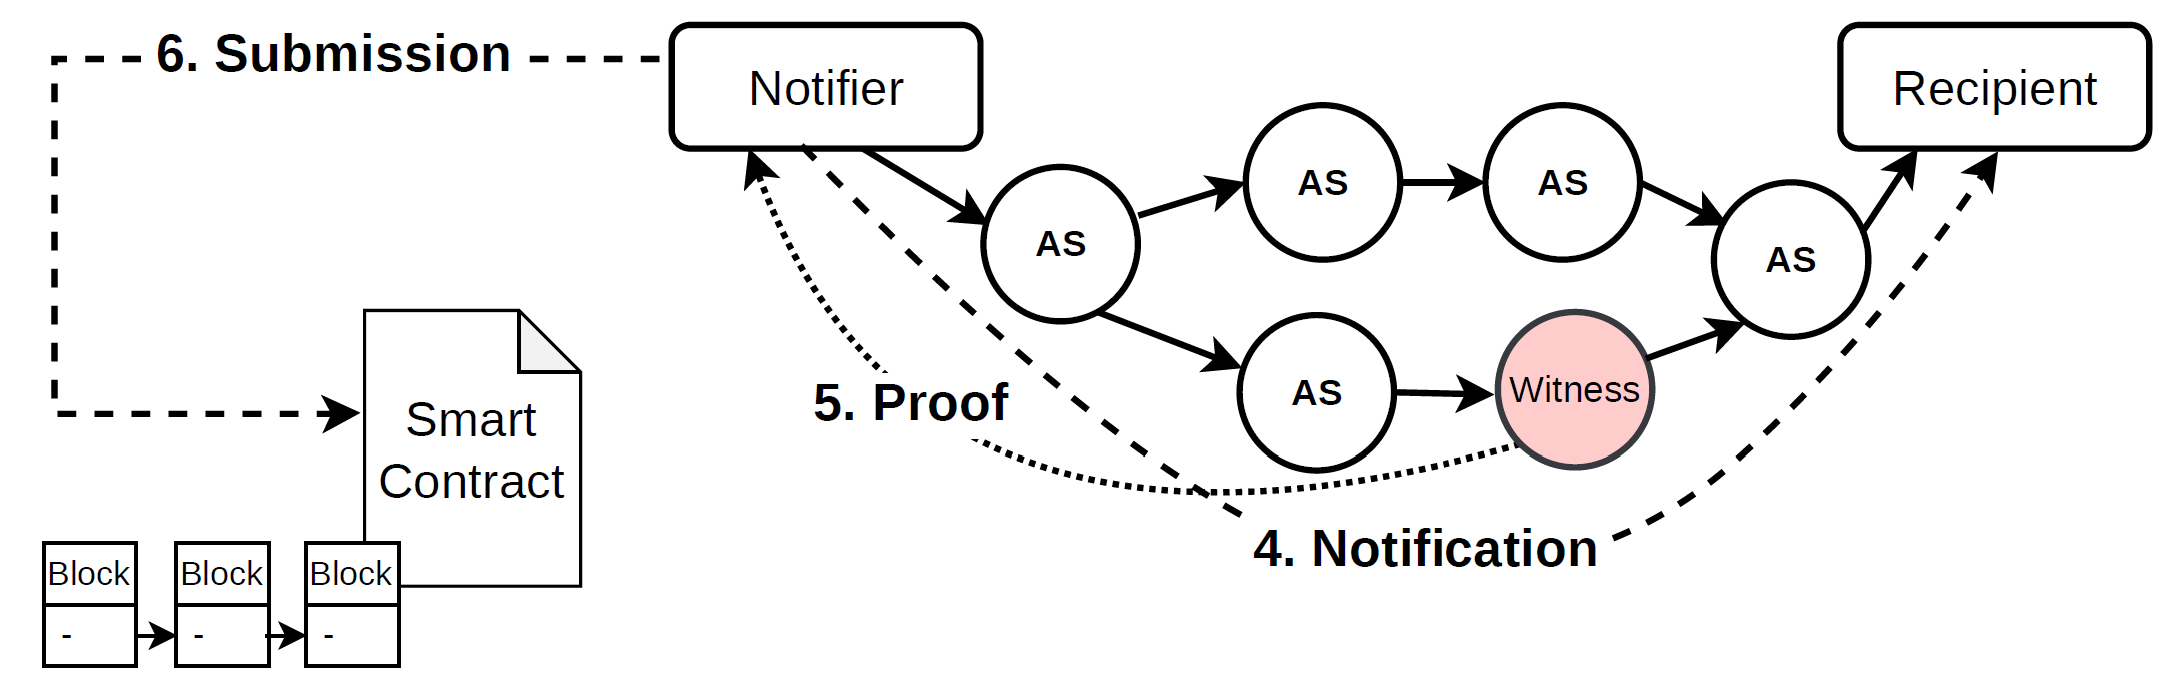 6. Submission
Notifier
Recipient
AS
AS
AS
AS
AS
Witness
5. Proof
Smart
Contract
4. Notification
Block
Block
Block
-
-
-